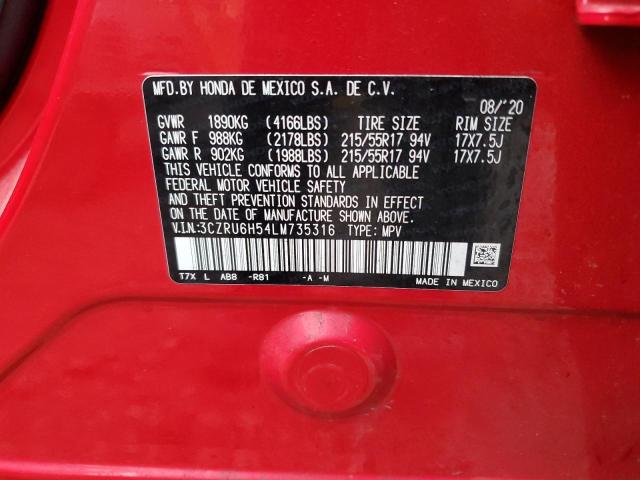 MFD.BY HONDA DE MEXICO S.A. DE C.V.
08/'20
GVWR 1890KG (4166LBS) TIRE SIZE RIM SIZE
GAWR F 988KG (2178LBS) 215/55R17 94V 17X7.5J
GAWR R 902KG (1988LBS) 215/55R17 94V 17X7.5J
THIS VEHICLE CONFORMS TO ALL APPLICABLE
FEDERAL MOTOR VEHICLE SAFETY
AND THEFT PREVENTION STANDARDS IN EFFECT
ON THE DATE OF MANUFACTURE SHOWN ABOVE.
V.I.N:3CZRU6H54LM735316 TYPE: MPV
T7X L AB8 -R81 -A -M
MADE IN MEXICO